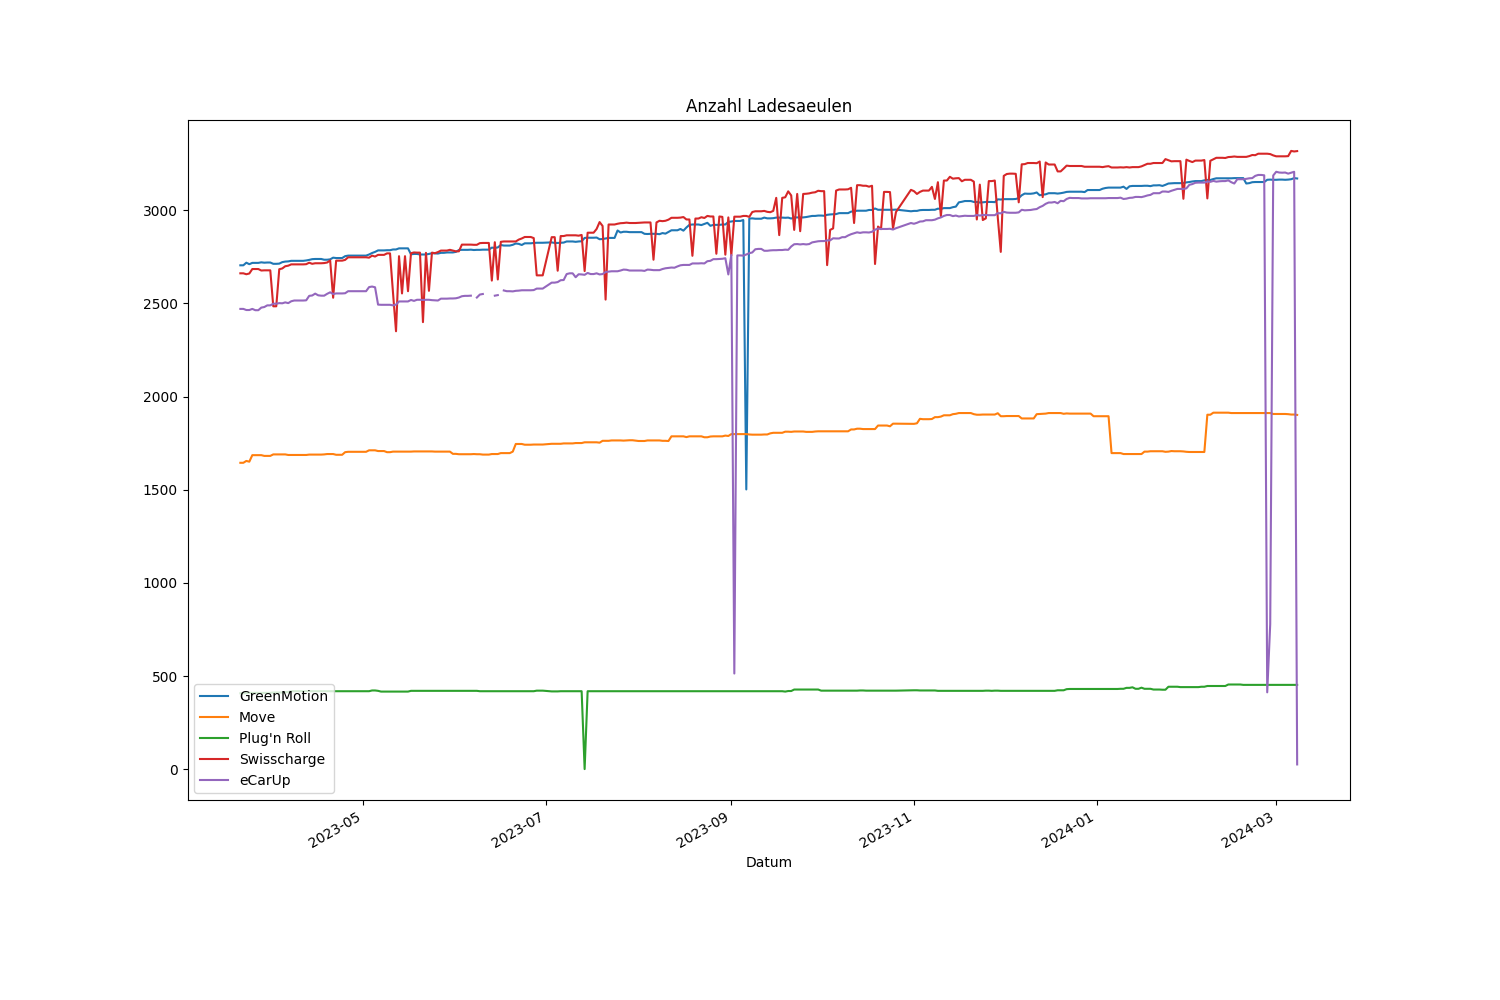 Anzahl Ladesaeulen
3000
2500
2000
1500
1000
500
0
GreenMotion
Move
Plug'n Roll
Swisscharge
eCarUp
2023-05
2023-07
2023-09
2023-11
2024-01
2024-03
Datum